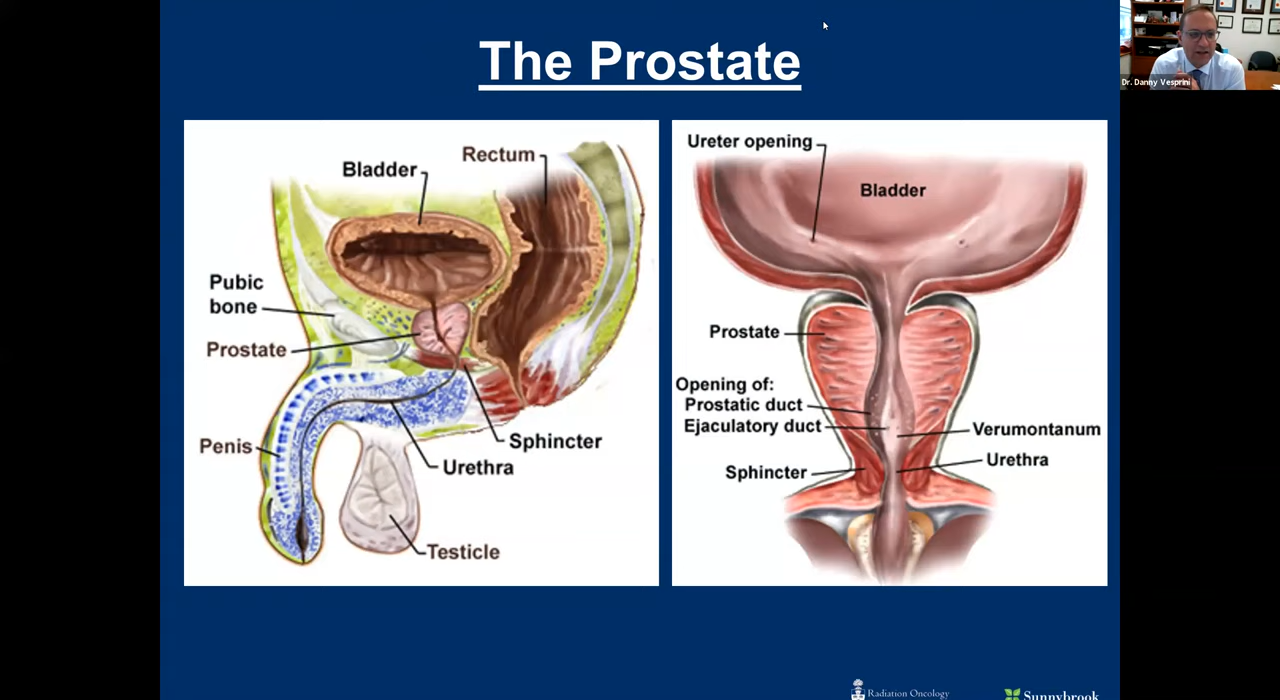 The Prostate
Dr. Danny Vesprini
Bladder
Rectum
Pubic
bone
Prostate
Penis
Sphincter
Urethra
Testicle
Ureter opening
Bladder
Prostate
Opening of:
Prostatic duct
Ejaculatory duct
Verumontanum
Sphincter
Urethra
Radiation Oncology
Sunnybrook